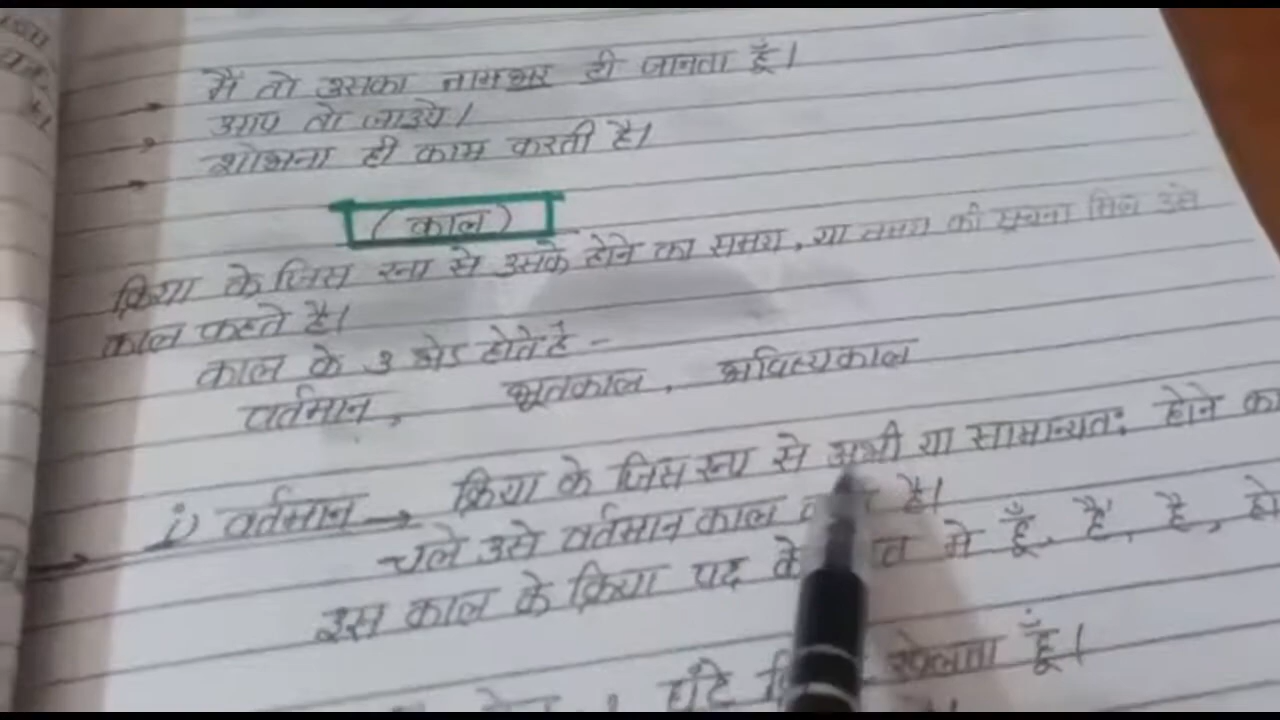 मैं तो उसका नामभर ही जानता हूँ।
आप तो जाइये।
शोभना ही काम करती है।
(काल)
क्रिया के जिस रूप से उसके होने का समय, या समय की सूचना मिले उसे
काल कहते है।
काल के 3 भेद होते है -
वर्तमान, भूतकाल, भविष्यकाल
i) वर्तमान → क्रिया के जिस रूप से अभी या सामान्यतः होने का
चले उसे वर्तमान काल है।
इस काल के क्रिया पद के में हूँ, हैं, है, हो
घंटे खेलता हूँ।